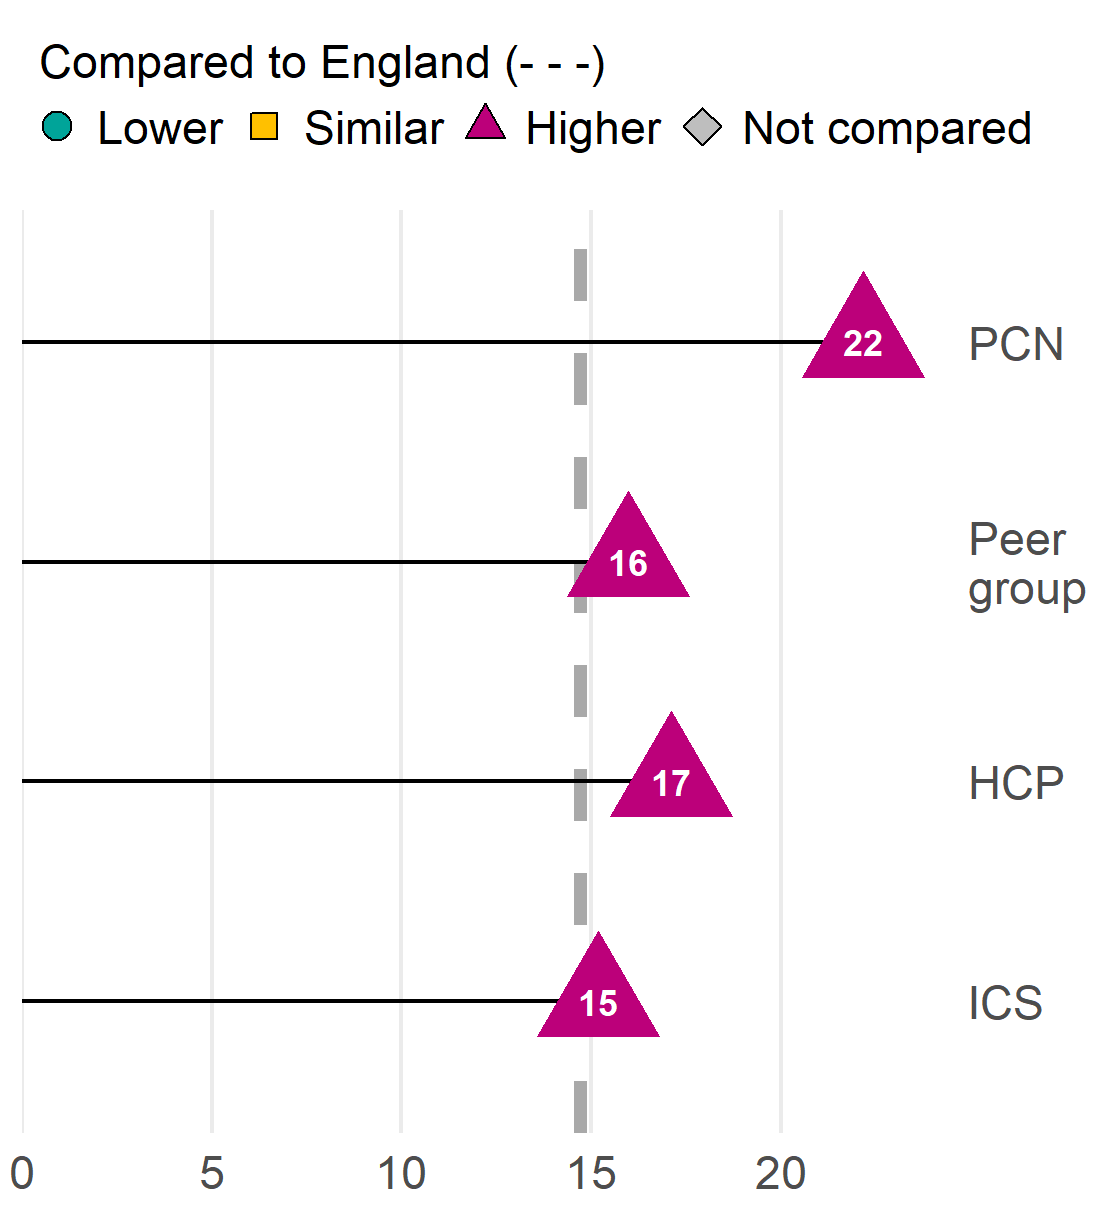 Compared to England (- - -)
Lower Similar Higher Not compared
22 PCN
16 Peer
group
17 HCP
15 ICS
0 5 10 15 20